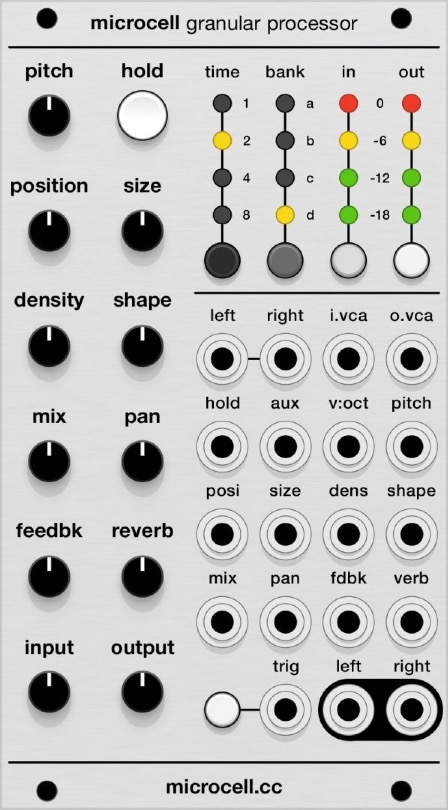 microcell granular processor
pitch hold time bank in out
1 a 0
2 b -6
4 c -12
8 d -18
position size
density shape
left right i.vca o.vca
hold aux v:oct pitch
mix pan
posi size dens shape
feedbk reverb
mix pan fdbk verb
input output
trig left right
microcell.cc